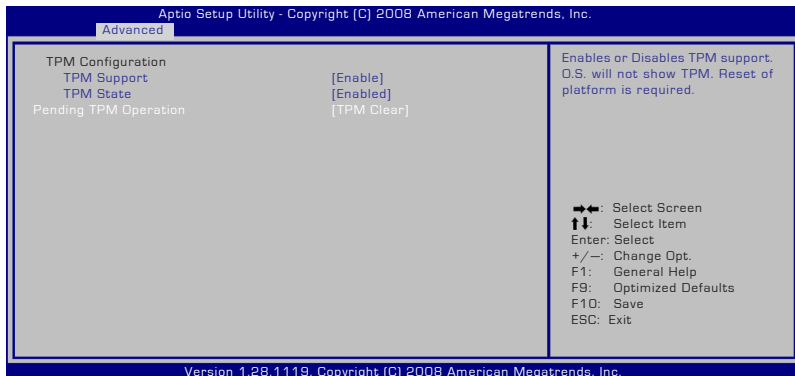 Aptio Setup Utility - Copyright (C) 2008 American Megatrends, Inc.
Advanced
TPM Configuration
TPM Support [Enable]
TPM State [Enabled]
Pending TPM Operation [TPM Clear]
Enables or Disables TPM support.
O.S. will not show TPM. Reset of
platform is required.
→←: Select Screen
↑↓: Select Item
Enter: Select
+/—: Change Opt.
F1: General Help
F9: Optimized Defaults
F10: Save
ESC: Exit
Version 1.28.1119. Copyright (C) 2008 American Megatrends, Inc.